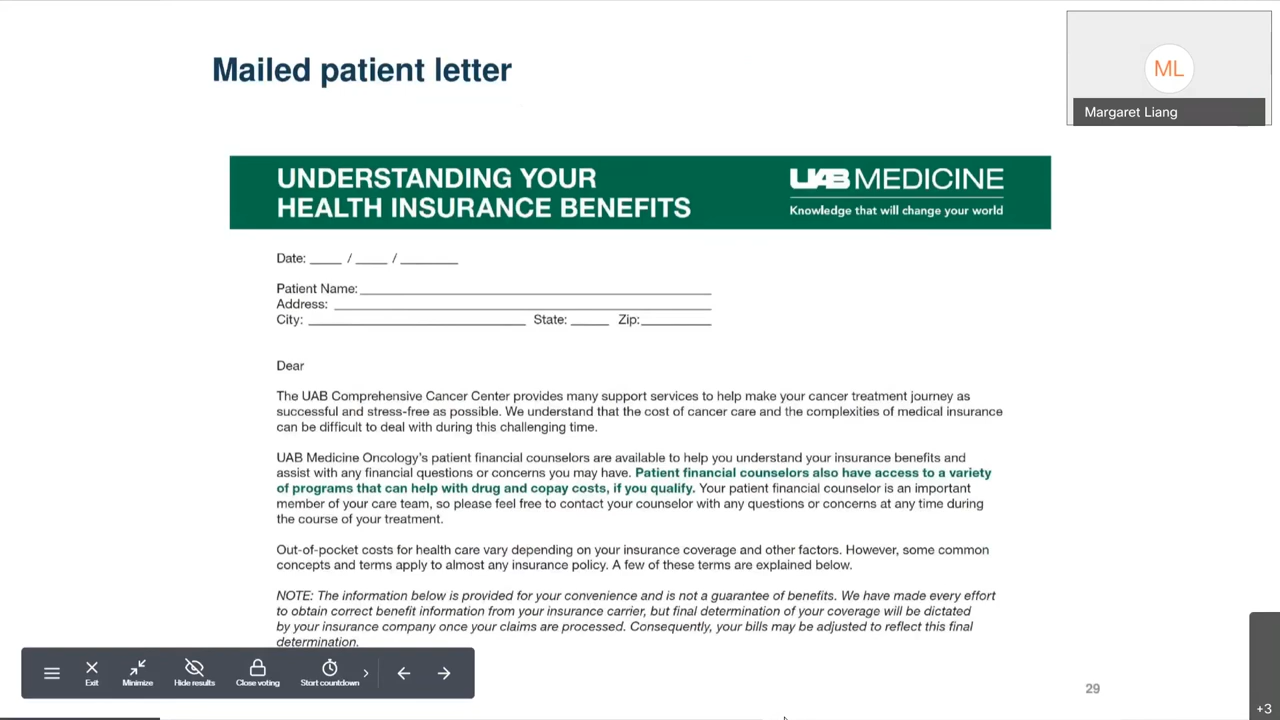 Mailed patient letter
ML
Margaret Liang
UNDERSTANDING YOUR
HEALTH INSURANCE BENEFITS
UAB MEDICINE
Knowledge that will change your world
Date: ____ / ____ / _______
Patient Name:
Address:
City: State: Zip:
Dear
The UAB Comprehensive Cancer Center provides many support services to help make your cancer treatment journey as
successful and stress-free as possible. We understand that the cost of cancer care and the complexities of medical insurance
can be difficult to deal with during this challenging time.
UAB Medicine Oncology's patient financial counselors are available to help you understand your insurance benefits and
assist with any financial questions or concerns you may have. Patient financial counselors also have access to a variety
of programs that can help with drug and copay costs, if you qualify. Your patient financial counselor is an important
member of your care team, so please feel free to contact your counselor with any questions or concerns at any time during
the course of your treatment.
Out-of-pocket costs for health care vary depending on your insurance coverage and other factors. However, some common
concepts and terms apply to almost any insurance policy. A few of these terms are explained below.
NOTE: The information below is provided for your convenience and is not a guarantee of benefits. We have made every effort
to obtain correct benefit information from your insurance carrier, but final determination of your coverage will be dictated
by your insurance company once your claims are processed. Consequently, your bills may be adjusted to reflect this final
determination.
Exit
Minimize
Hide results
Close voting
Start countdown
29
+3